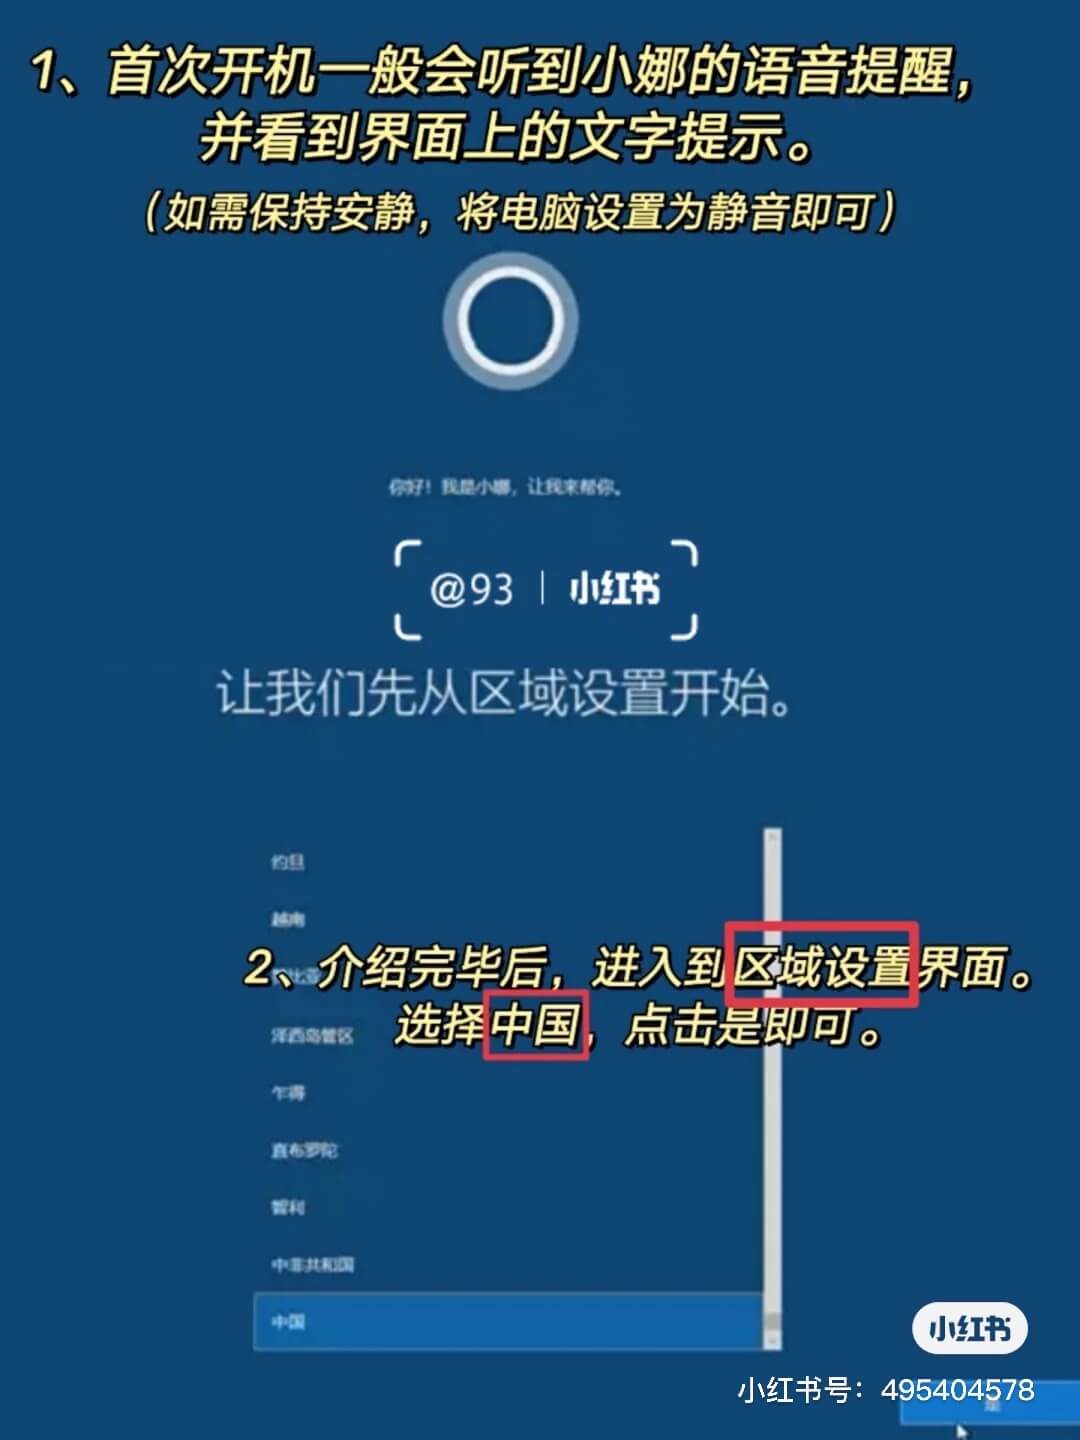 1、首次开机一般会听到小娜的语音提醒，
并看到界面上的文字提示。
（如需保持安静，将电脑设置为静音即可）
你好！我是小娜，让我来帮你。
@93 | 小红书
让我们先从区域设置开始。
约旦
越南
2、介绍完毕后，进入到区域设置界面。
选择中国，点击是即可。
泽西岛管区
乍得
直布罗陀
智利
中非共和国
中国
小红书
小红书号：495404578
是